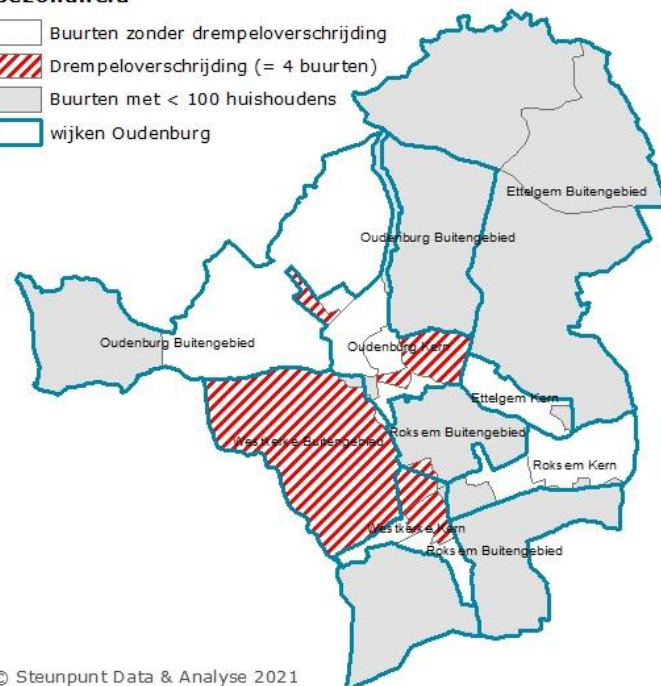 Buurten zonder drempeloverschrijding
Drempeloverschrijding (= 4 buurten)
Buurten met < 100 huishoudens
wijken Oudenburg
Ettelgem Buitengebied
Oudenburg Buitengebied
Oudenburg Buitengebied
Oudenburg Kern
Ettelgem Kern
Westkerke Buitengebied
Roksem Buitengebied
Roksem Kern
Westkerke Kern
Roksem Buitengebied
© Steunpunt Data & Analyse 2021